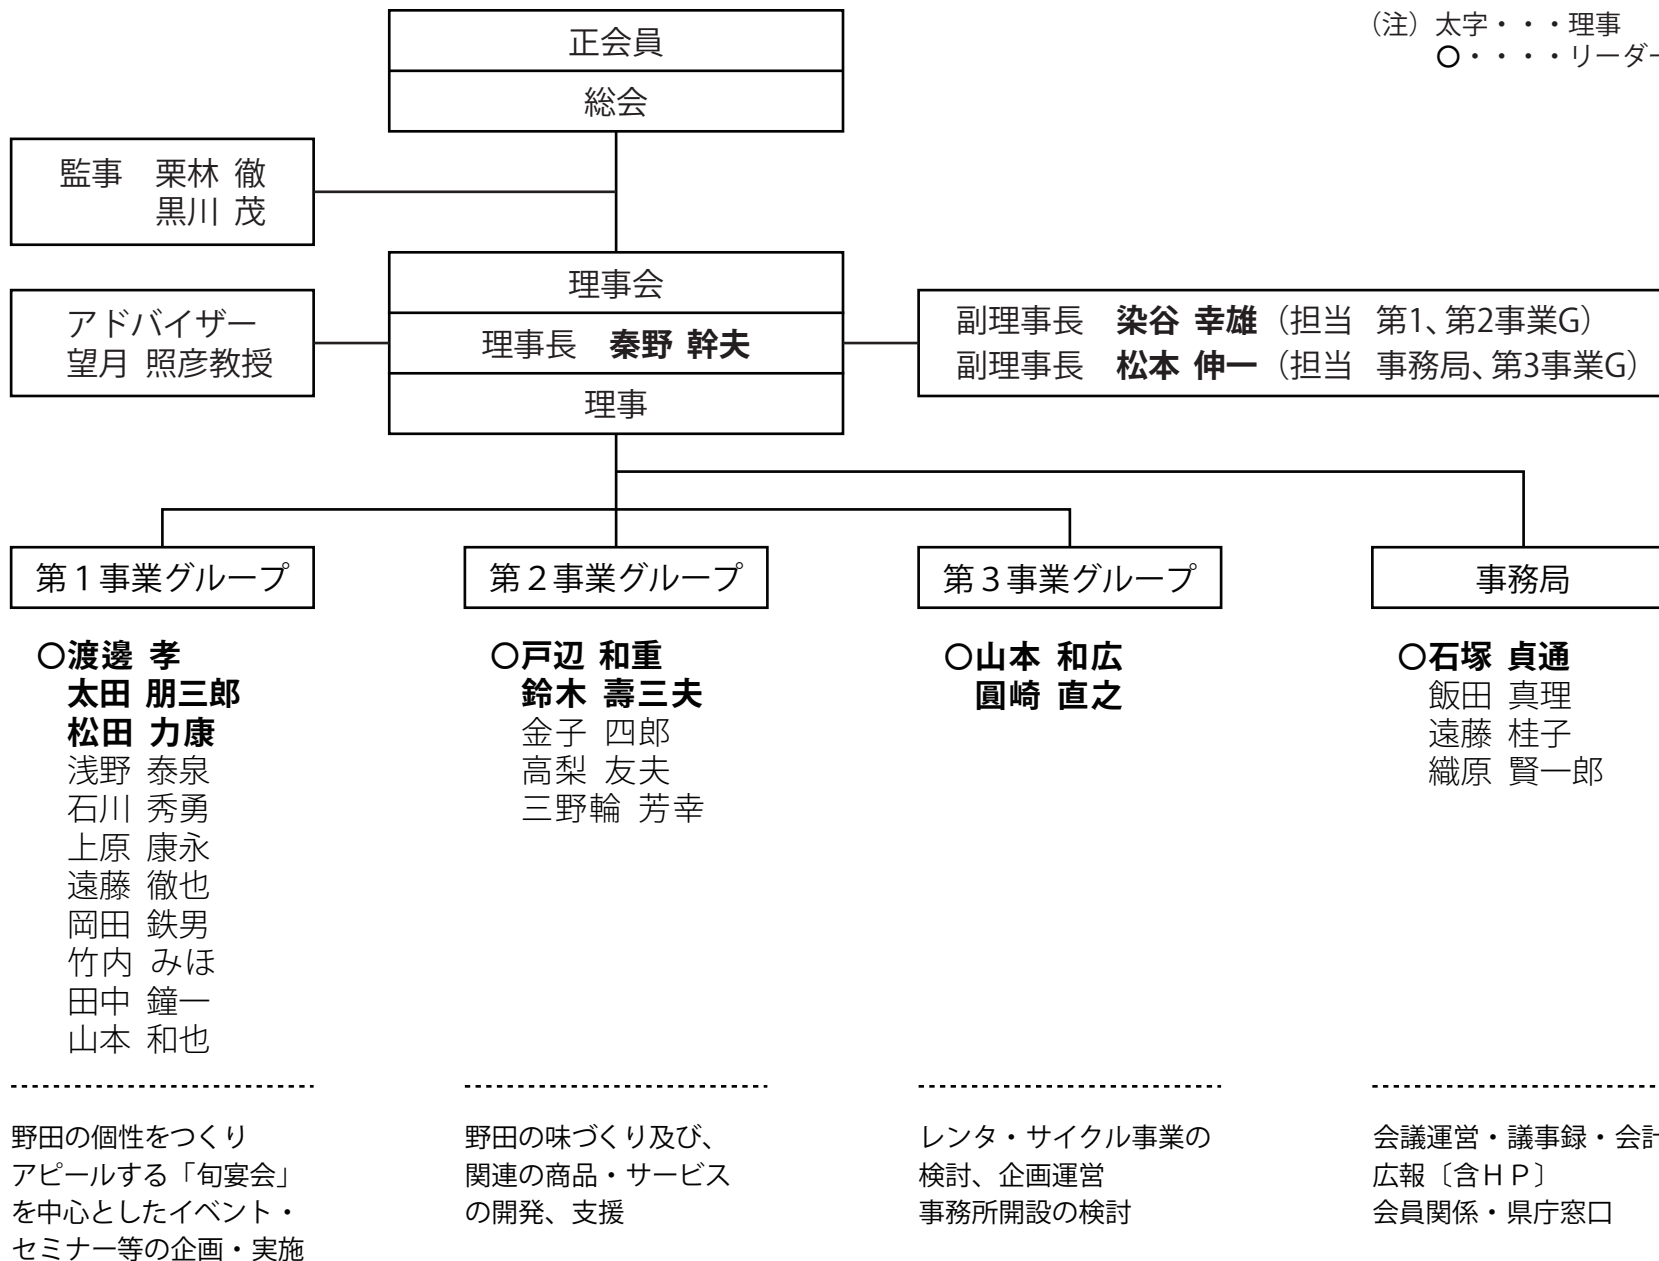 （注）太字・・・理事
〇・・・・リーダー
正会員
総会
監事　栗林 徹
黒川 茂
理事会
理事長　秦野 幹夫
理事
アドバイザー
望月 照彦教授
副理事長　染谷 幸雄（担当　第1、第2事業G）
副理事長　松本 伸一（担当　事務局、第3事業G）
第１事業グループ
〇渡邊 孝
太田 朋三郎
松田 力康
浅野 泰泉
石川 秀勇
上原 康永
遠藤 徹也
岡田 鉄男
竹内 みほ
田中 鐘一
山本 和也
野田の個性をつくり
アピールする「旬宴会」
を中心としたイベント・
セミナー等の企画・実施
第２事業グループ
〇戸辺 和重
鈴木 壽三夫
金子 四郎
高梨 友夫
三野輪 芳幸
野田の味づくり及び、
関連の商品・サービス
の開発、支援
第３事業グループ
〇山本 和広
圓崎 直之
レンタ・サイクル事業の
検討、企画運営
事務所開設の検討
事務局
〇石塚 貞通
飯田 真理
遠藤 桂子
織原 賢一郎
会議運営・議事録・会計
広報〔含ＨＰ〕
会員関係・県庁窓口